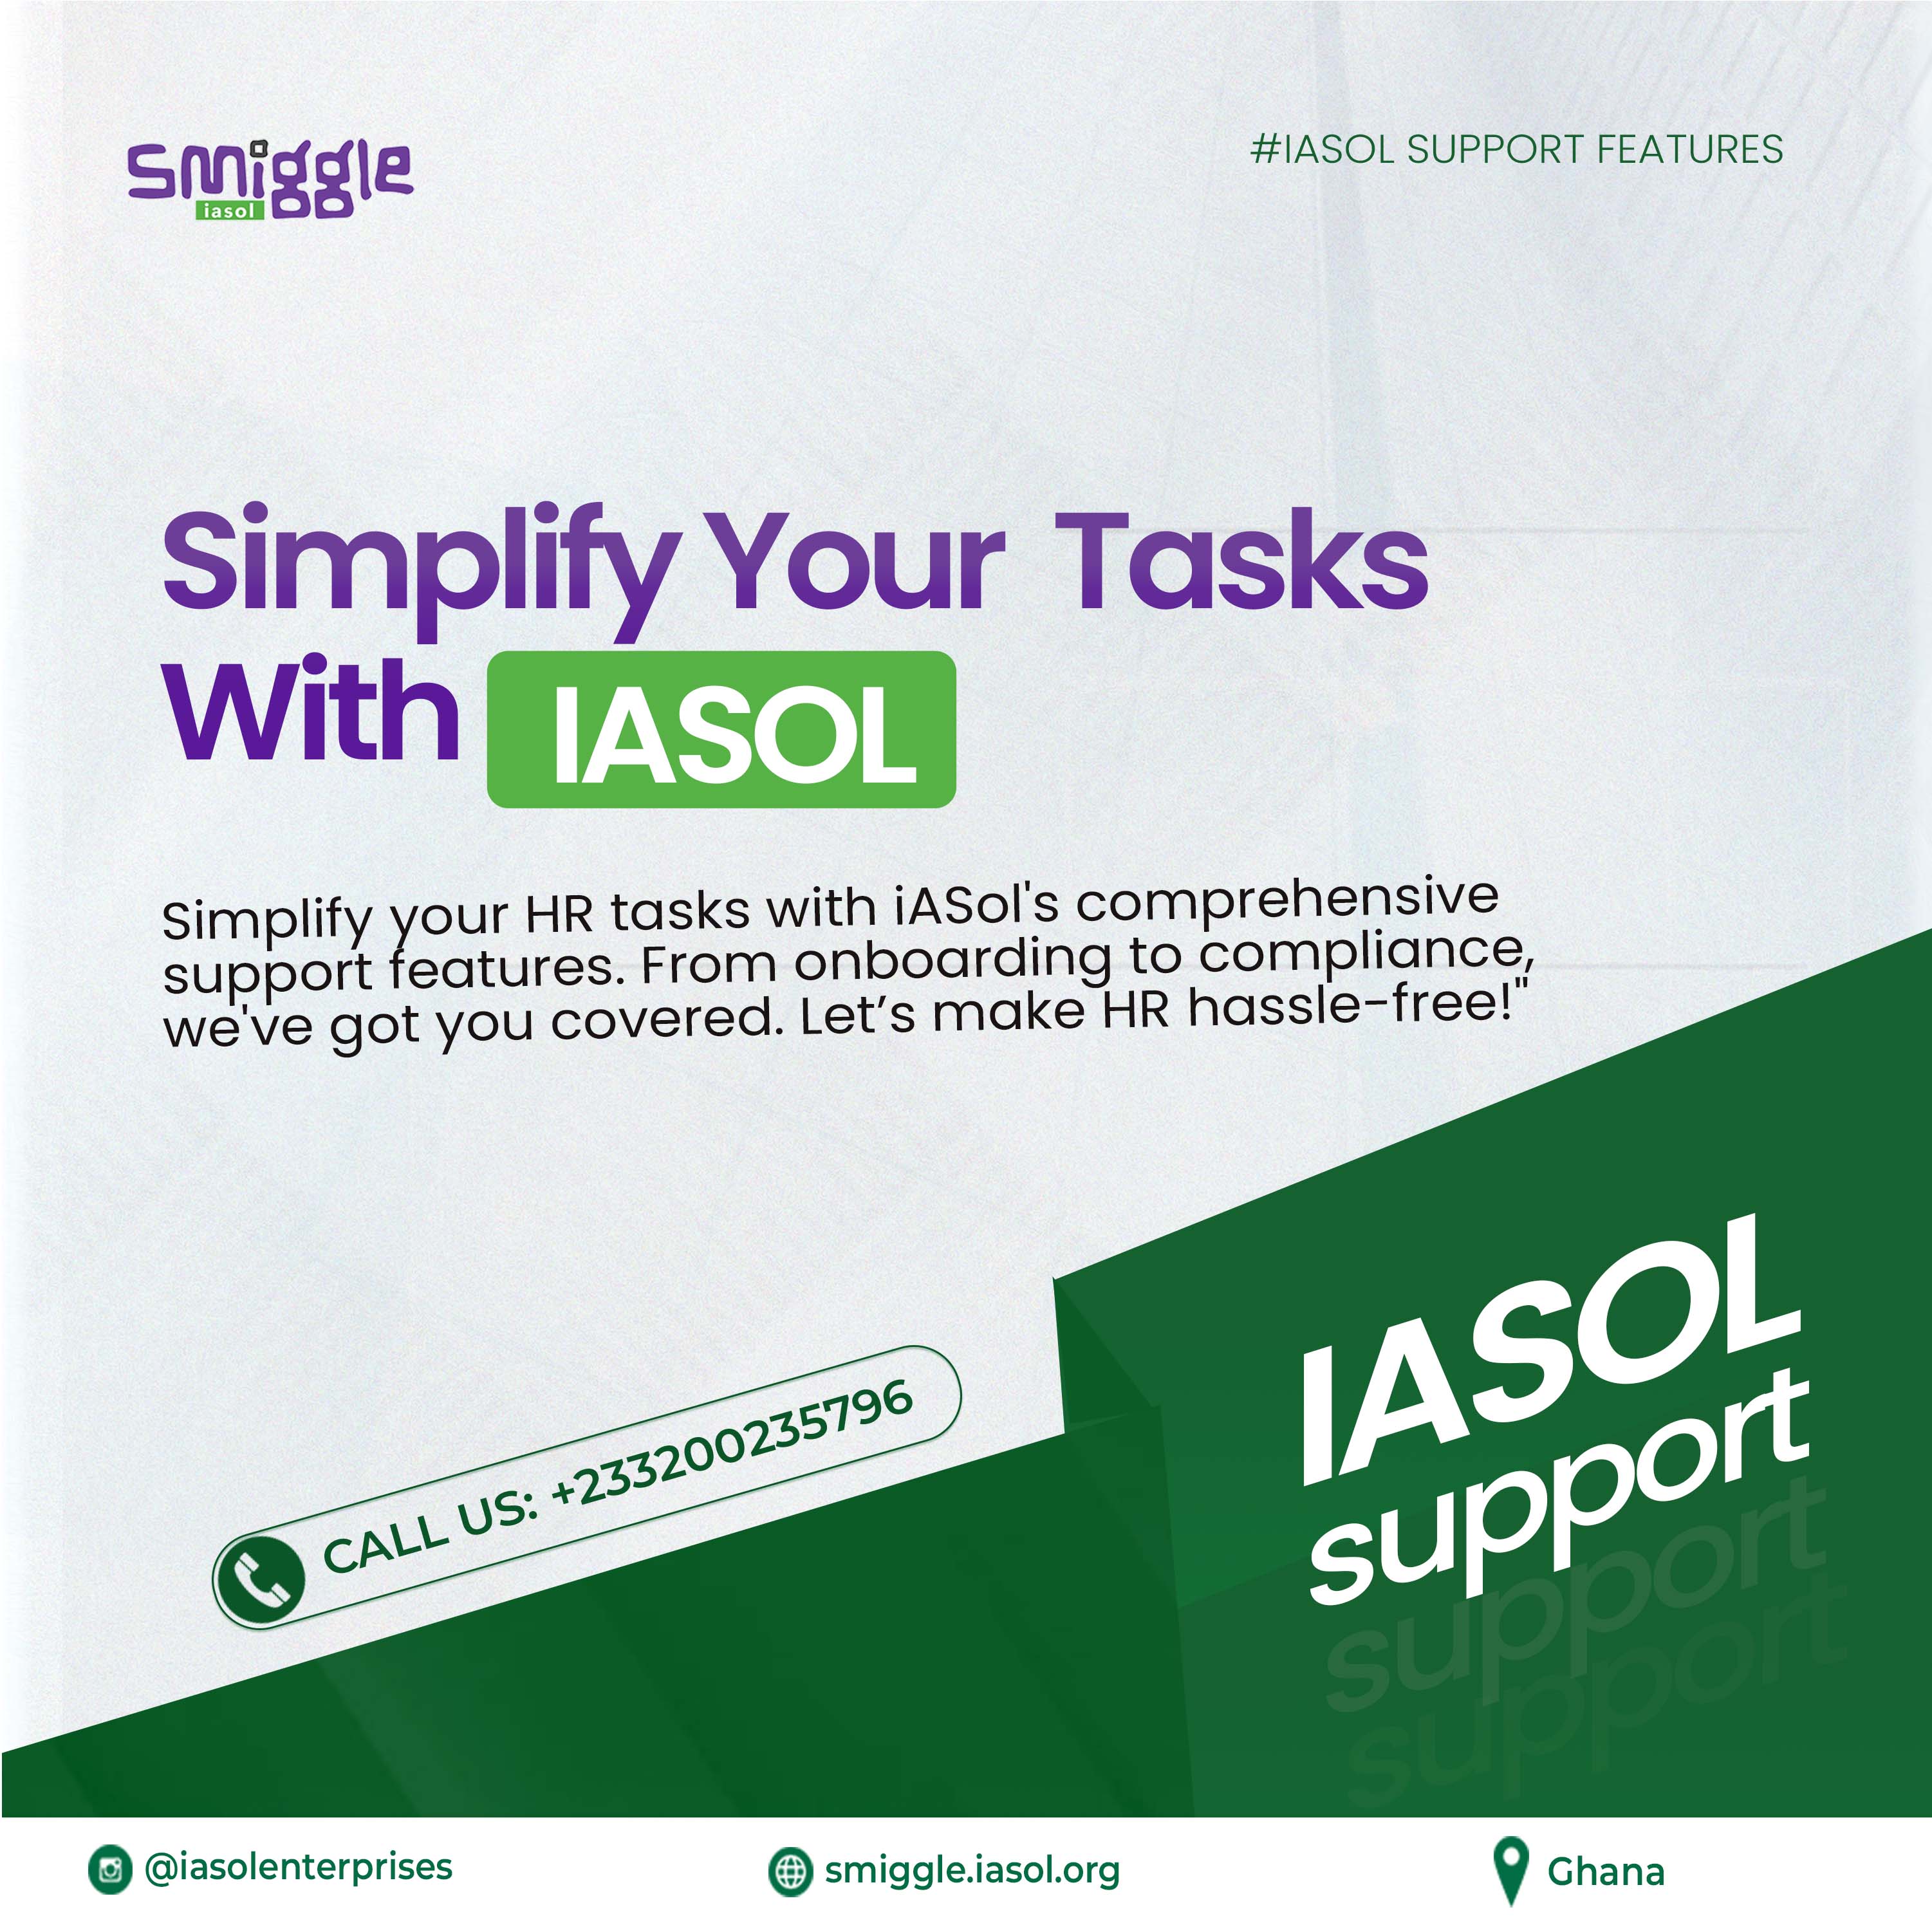 smiggle
iasol
#IASOL SUPPORT FEATURES
Simplify Your Tasks
With IASOL
Simplify your HR tasks with iASol's comprehensive
support features. From onboarding to compliance,
we've got you covered. Let’s make HR hassle-free!"
CALL US: +233200235796
IASOL
support
support
support
@iasolenterprises
smiggle.iasol.org
Ghana